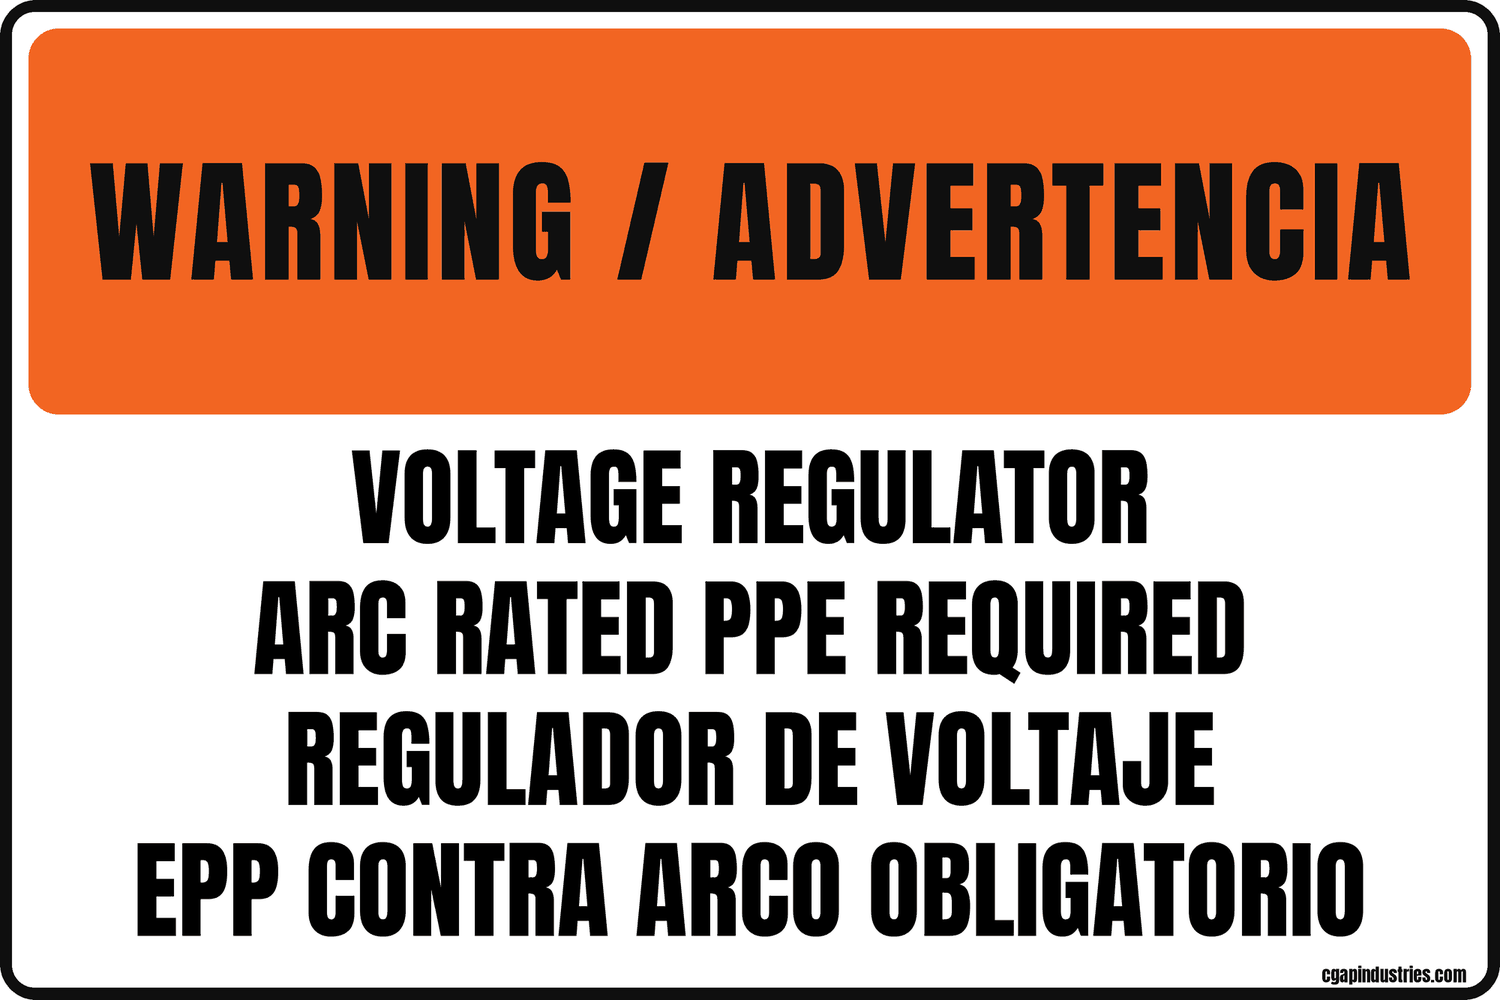 WARNING / ADVERTENCIA
VOLTAGE REGULATOR
ARC RATED PPE REQUIRED
REGULADOR DE VOLTAJE
EPP CONTRA ARCO OBLIGATORIO
cgapindustries.com